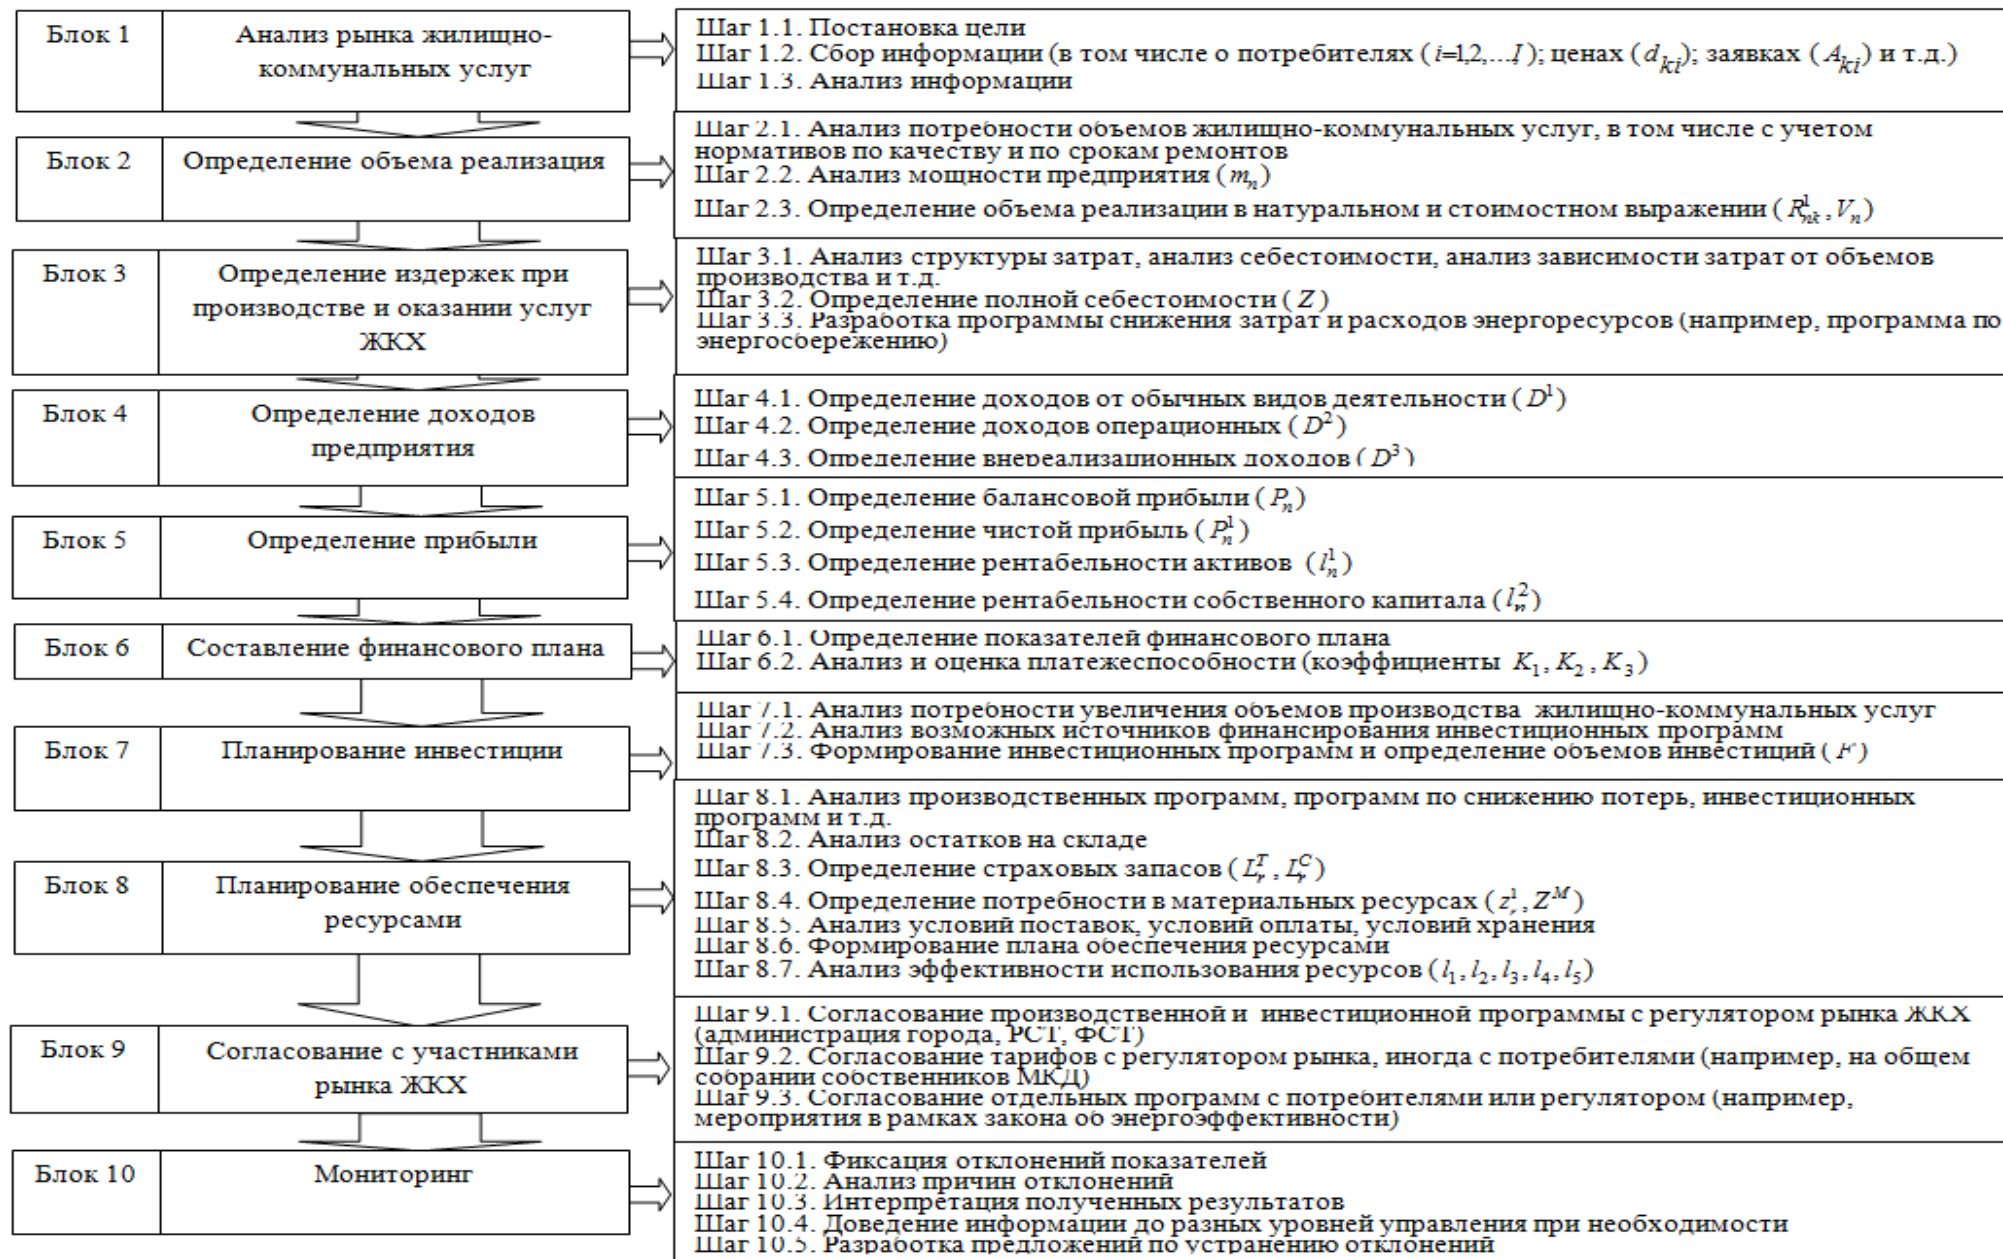 Блок 1
Анализ рынка жилищно-
коммунальных услуг
Шаг 1.1. Постановка цели
Шаг 1.2. Сбор информации (в том числе о потребителях (i=1,2,...I); ценах (d_ki); заявках (A_ki) и т.д.)
Шаг 1.3. Анализ информации
Блок 2
Определение объема реализация
Шаг 2.1. Анализ потребности объемов жилищно-коммунальных услуг, в том числе с учетом
нормативов по качеству и по срокам ремонтов
Шаг 2.2. Анализ мощности предприятия (m_n)
Шаг 2.3. Определение объема реализации в натуральном и стоимостном выражении (R^1_nk, V_n)
Блок 3
Определение издержек при
производстве и оказании услуг
ЖКХ
Шаг 3.1. Анализ структуры затрат, анализ себестоимости, анализ зависимости затрат от объемов
производства и т.д.
Шаг 3.2. Определение полной себестоимости (Z)
Шаг 3.3. Разработка программы снижения затрат и расходов энергоресурсов (например, программа по
энергосбережению)
Блок 4
Определение доходов
предприятия
Шаг 4.1. Определение доходов от обычных видов деятельности (D^1)
Шаг 4.2. Определение доходов операционных (D^2)
Шаг 4.3. Определение внереализационных доходов (D^3)
Блок 5
Определение прибыли
Шаг 5.1. Определение балансовой прибыли (P_n)
Шаг 5.2. Определение чистой прибыль (P^1_n)
Шаг 5.3. Определение рентабельности активов (l^1_n)
Шаг 5.4. Определение рентабельности собственного капитала (l^2_n)
Блок 6
Составление финансового плана
Шаг 6.1. Определение показателей финансового плана
Шаг 6.2. Анализ и оценка платежеспособности (коэффициенты K_1, K_2, K_3)
Блок 7
Планирование инвестиции
Шаг 7.1. Анализ потребности увеличения объемов производства жилищно-коммунальных услуг
Шаг 7.2. Анализ возможных источников финансирования инвестиционных программ
Шаг 7.3. Формирование инвестиционных программ и определение объемов инвестиций (F)
Блок 8
Планирование обеспечения
ресурсами
Шаг 8.1. Анализ производственных программ, программ по снижению потерь, инвестиционных
программ и т.д.
Шаг 8.2. Анализ остатков на складе
Шаг 8.3. Определение страховых запасов (L^T_r, L^C_r)
Шаг 8.4. Определение потребности в материальных ресурсах (z^1_r, Z^M)
Шаг 8.5. Анализ условий поставок, условий оплаты, условий хранения
Шаг 8.6. Формирование плана обеспечения ресурсами
Шаг 8.7. Анализ эффективности использования ресурсов (l_1, l_2, l_3, l_4, l_5)
Блок 9
Согласование с участниками
рынка ЖКХ
Шаг 9.1. Согласование производственной и инвестиционной программы с регулятором рынка ЖКХ
(администрация города, РСТ, ФСТ)
Шаг 9.2. Согласование тарифов с регулятором рынка, иногда с потребителями (например, на общем
собрании собственников МКД)
Шаг 9.3. Согласование отдельных программ с потребителями или регулятором (например,
мероприятия в рамках закона об энергоэффективности)
Блок 10
Мониторинг
Шаг 10.1. Фиксация отклонений показателей
Шаг 10.2. Анализ причин отклонений
Шаг 10.3. Интерпретация полученных результатов
Шаг 10.4. Доведение информации до разных уровней управления при необходимости
Шаг 10.5. Разработка предложений по устранению отклонений